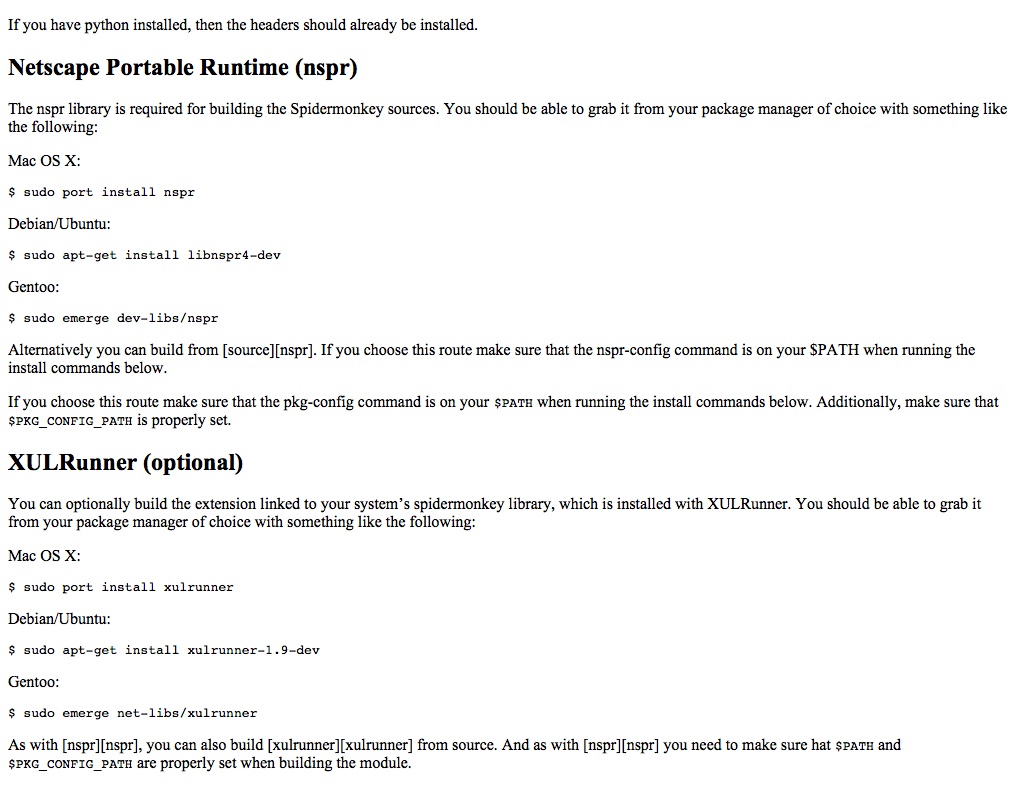 If you have python installed, then the headers should already be installed.
Netscape Portable Runtime (nspr)
The nspr library is required for building the Spidermonkey sources. You should be able to grab it from your package manager of choice with something like
the following:
Mac OS X:
$ sudo port install nspr
Debian/Ubuntu:
$ sudo apt-get install libnspr4-dev
Gentoo:
$ sudo emerge dev-libs/nspr
Alternatively you can build from [source][nspr]. If you choose this route make sure that the nspr-config command is on your $PATH when running the
install commands below.
If you choose this route make sure that the pkg-config command is on your $PATH when running the install commands below. Additionally, make sure that
$PKG_CONFIG_PATH is properly set.
XULRunner (optional)
You can optionally build the extension linked to your system’s spidermonkey library, which is installed with XULRunner. You should be able to grab it
from your package manager of choice with something like the following:
Mac OS X:
$ sudo port install xulrunner
Debian/Ubuntu:
$ sudo apt-get install xulrunner-1.9-dev
Gentoo:
$ sudo emerge net-libs/xulrunner
As with [nspr][nspr], you can also build [xulrunner][xulrunner] from source. And as with [nspr][nspr] you need to make sure hat $PATH and
$PKG_CONFIG_PATH are properly set when building the module.